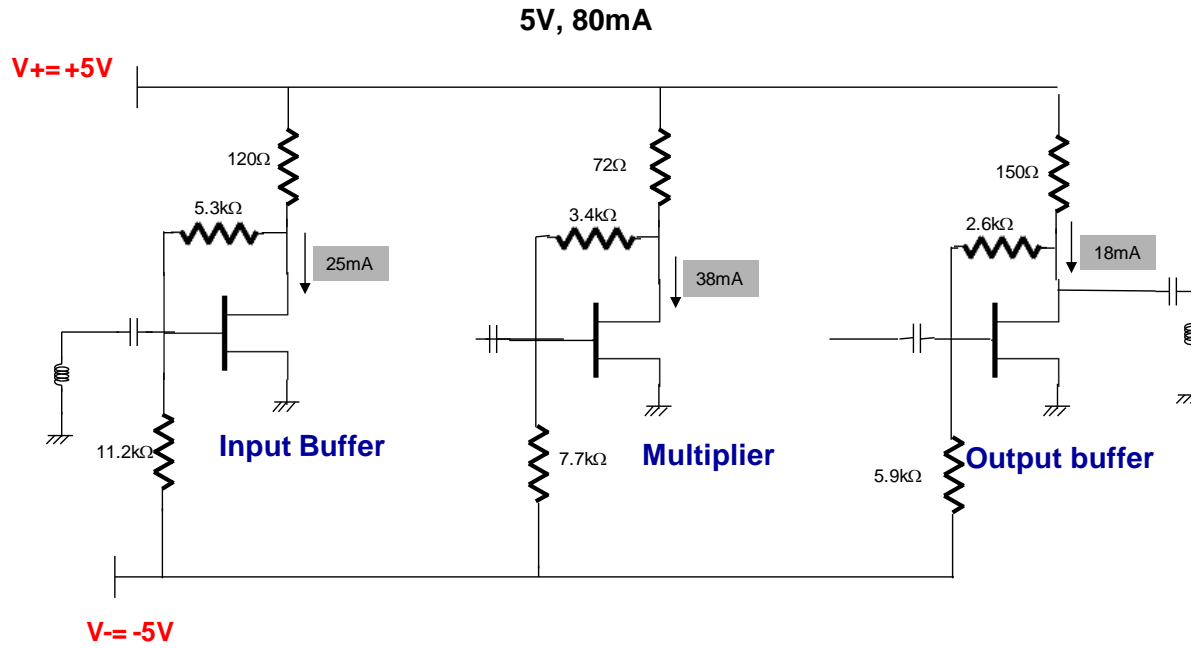 5V, 80mA
V+= +5V
120Ω
72Ω
150Ω
5.3kΩ
3.4kΩ
2.6kΩ
25mA
38mA
18mA
11.2kΩ
Input Buffer
7.7kΩ
Multiplier
5.9kΩ
Output buffer
V-= -5V